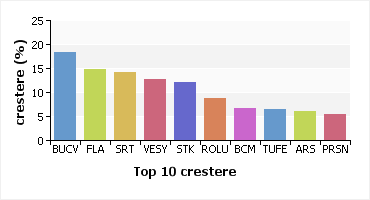 25
20
15
10
5
0
crestere (%)
BUCV FLA SRT VESY STK ROLU BCM TUFE ARS PRSN
Top 10 crestere